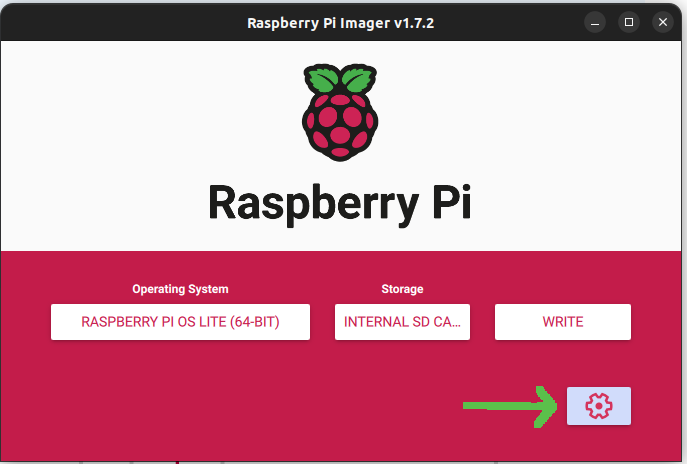 Raspberry Pi Imager v1.7.2
Raspberry Pi
Operating System
Storage
RASPBERRY PI OS LITE (64-BIT)
INTERNAL SD CA...
WRITE